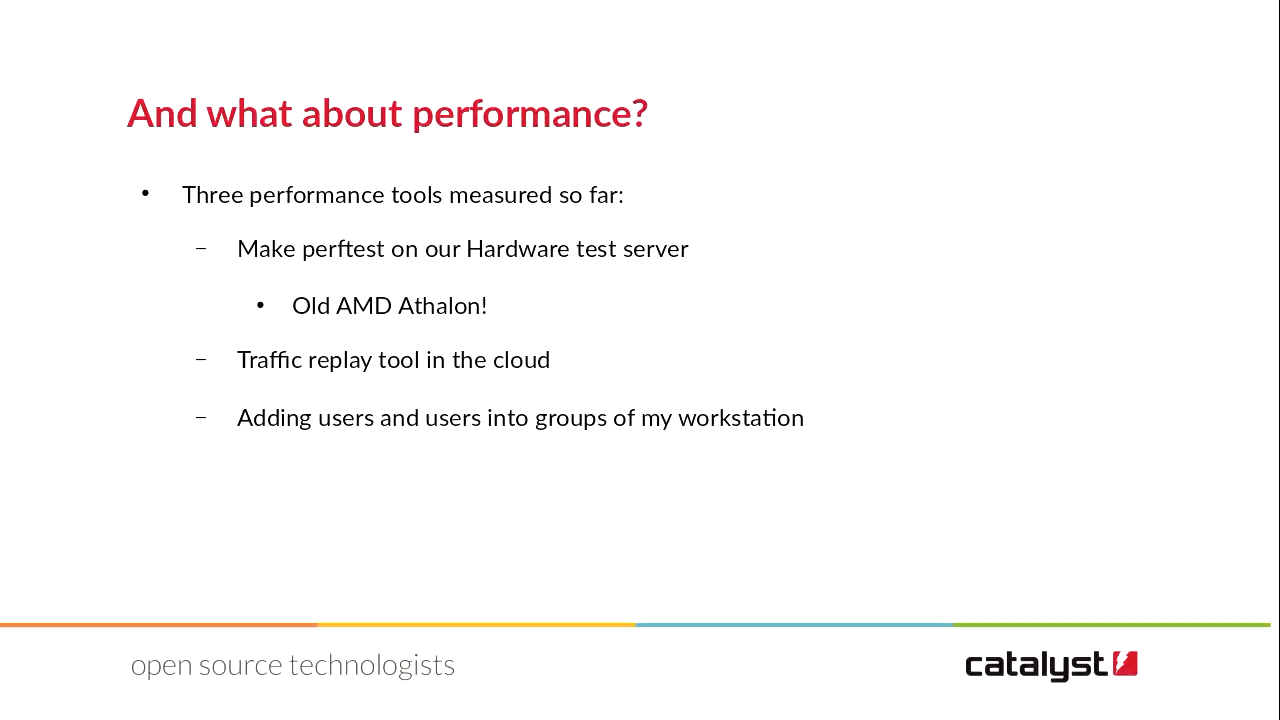 And what about performance?
• Three performance tools measured so far:
– Make perftest on our Hardware test server
• Old AMD Athalon!
– Traffic replay tool in the cloud
– Adding users and users into groups of my workstation
open source technologists
catalyst